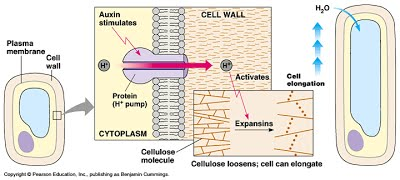 Plasma
membrane
Cell
wall
Auxin
stimulates
CELL WALL
H⁺
H⁺
Activates
Protein
(H⁺ pump)
CYTOPLASM
Expansins
Cellulose
molecule
Cellulose loosens; cell can elongate
Cell
elongation
H₂O
Copyright © Pearson Education, Inc., publishing as Benjamin Cummings.